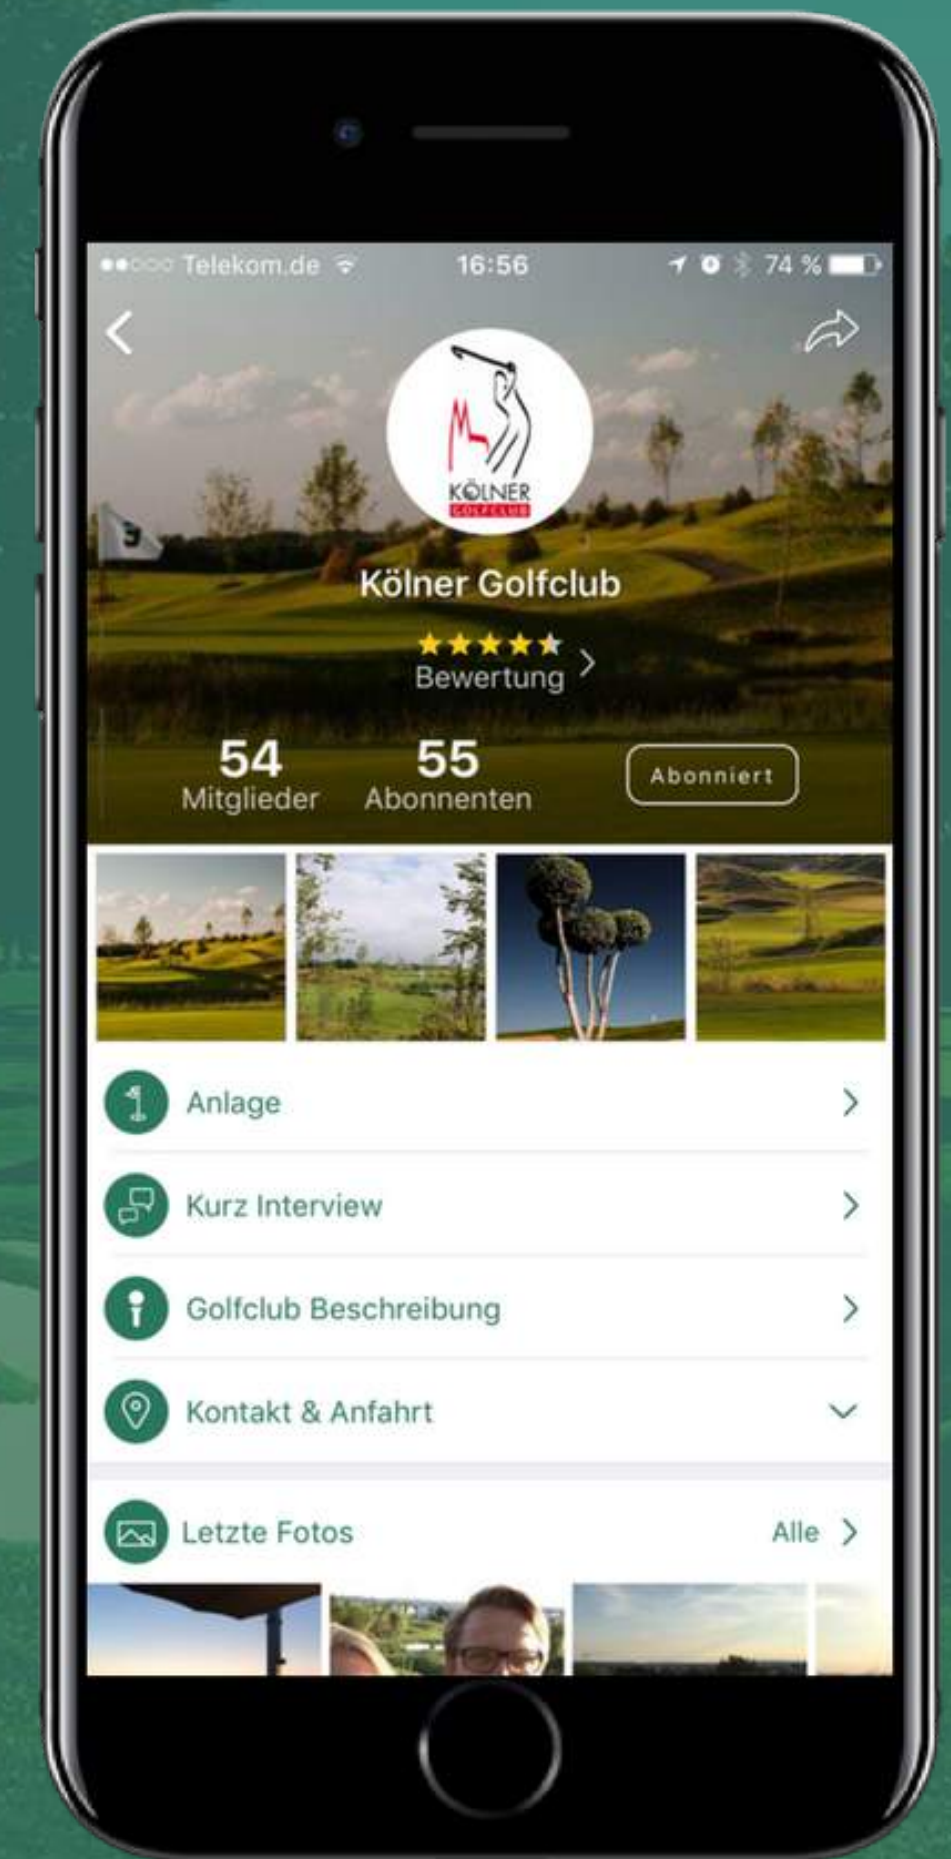 Telekom.de 16:56 74 %
KÖLNER
GOLFCLUB
Kölner Golfclub
Bewertung
54 55
Mitglieder Abonnenten
Abonniert
Anlage
Kurz Interview
Golfclub Beschreibung
Kontakt & Anfahrt
Letzte Fotos Alle